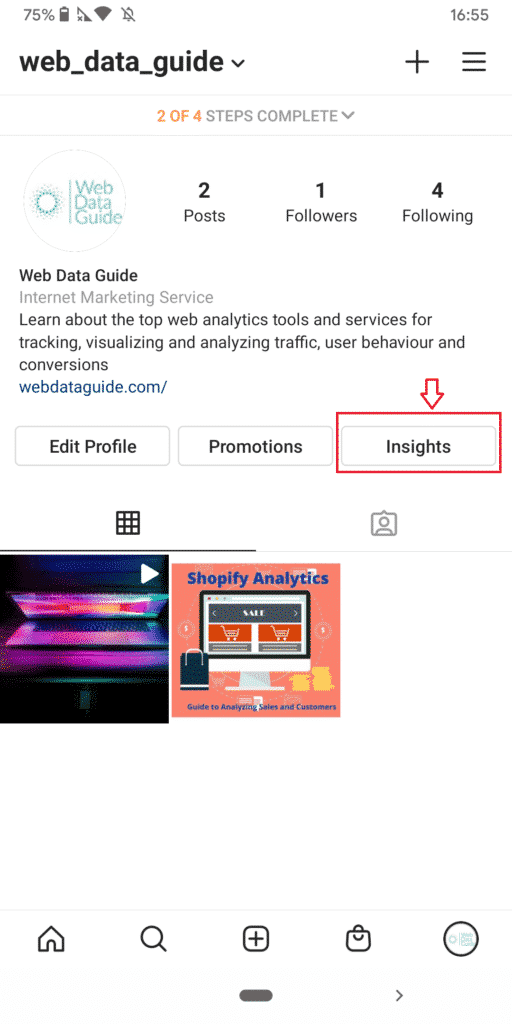 75% 16:55
web_data_guide
2 OF 4 STEPS COMPLETE
Web
Data
Guide
2 1 4
Posts Followers Following
Web Data Guide
Internet Marketing Service
Learn about the top web analytics tools and services for
tracking, visualizing and analyzing traffic, user behaviour and
conversions
webdataguide.com/
Edit Profile Promotions Insights
Shopify Analytics
SALE
Guide to Analyzing Sales and Customers